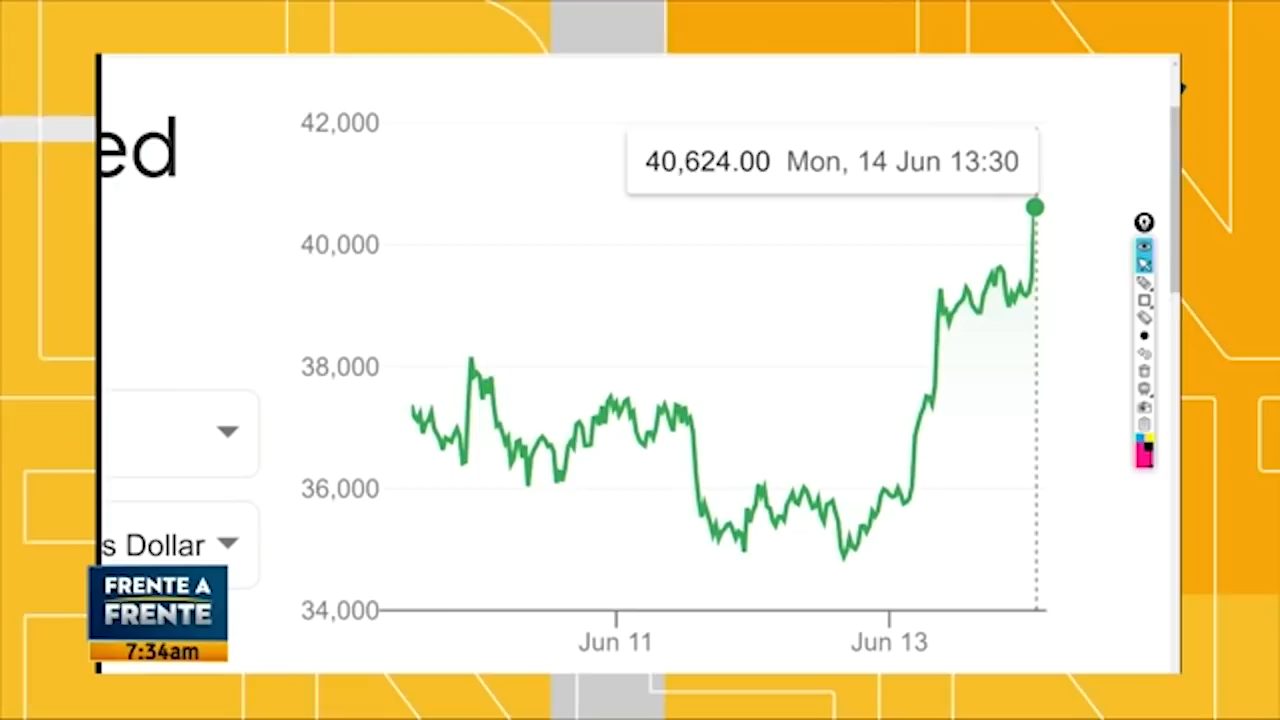 ed
42,000
40,624.00 Mon, 14 Jun 13:30
40,000
38,000
36,000
s Dollar
34,000
Jun 11 Jun 13
FRENTE A
FRENTE
7:34am